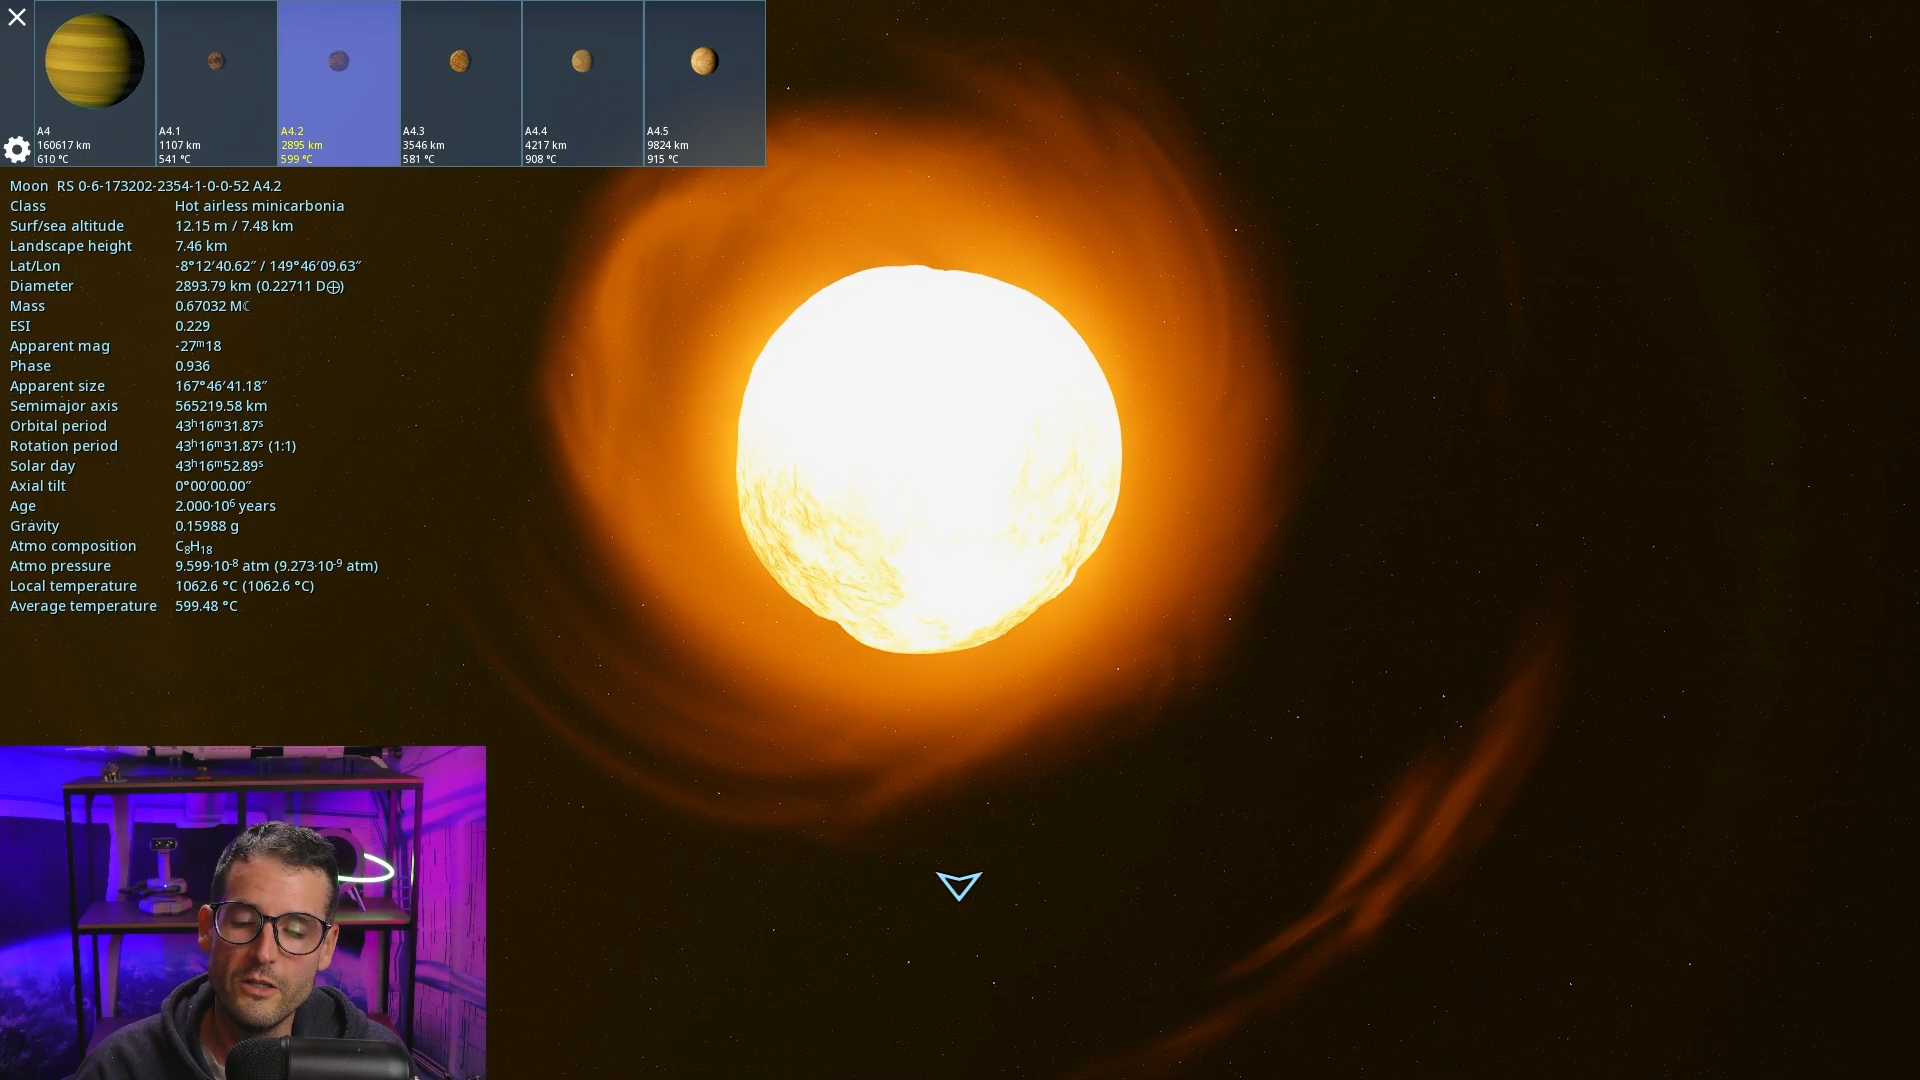 A4
160617 km
610 °C
A4.1
1107 km
541 °C
A4.2
2895 km
599 °C
A4.3
3546 km
581 °C
A4.4
4217 km
908 °C
A4.5
9824 km
915 °C
Moon RS 0-6-173202-2354-1-0-0-52 A4.2
Class Hot airless minicarbonia
Surf/sea altitude 12.15 m / 7.48 km
Landscape height 7.46 km
Lat/Lon -8°12′40.62″ / 149°46′09.63″
Diameter 2893.79 km (0.22711 D⊕)
Mass 0.67032 M☾
ESI 0.229
Apparent mag -27ᵐ18
Phase 0.936
Apparent size 167°46′41.18″
Semimajor axis 565219.58 km
Orbital period 43ʰ16ᵐ31.87ˢ
Rotation period 43ʰ16ᵐ31.87ˢ (1:1)
Solar day 43ʰ16ᵐ52.89ˢ
Axial tilt 0°00′00.00″
Age 2.000·10⁶ years
Gravity 0.15988 g
Atmo composition C₈H₁₈
Atmo pressure 9.599·10⁻⁸ atm (9.273·10⁻⁹ atm)
Local temperature 1062.6 °C (1062.6 °C)
Average temperature 599.48 °C